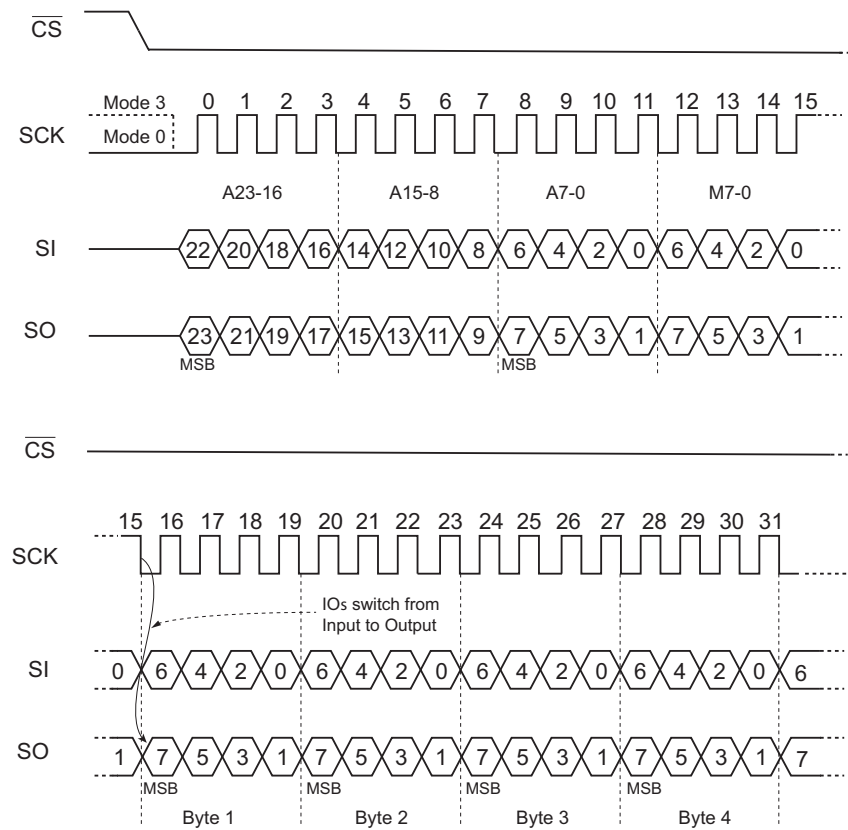 CS
Mode 3
0 1 2 3 4 5 6 7 8 9 10 11 12 13 14 15
SCK
Mode 0
A23-16 A15-8 A7-0 M7-0
SI 22 20 18 16 14 12 10 8 6 4 2 0 6 4 2 0
SO 23 21 19 17 15 13 11 9 7 5 3 1 7 5 3 1
MSB MSB
CS
15 16 17 18 19 20 21 22 23 24 25 26 27 28 29 30 31
SCK
IOs switch from
Input to Output
SI 0 6 4 2 0 6 4 2 0 6 4 2 0 6 4 2 0 6
SO 1 7 5 3 1 7 5 3 1 7 5 3 1 7 5 3 1 7
MSB MSB MSB MSB
Byte 1 Byte 2 Byte 3 Byte 4